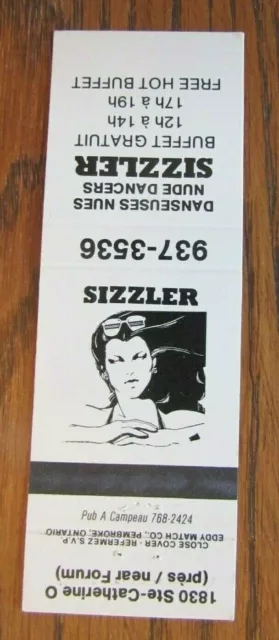 SIZZLER
Pub A Campeau 768-2424
1830 Ste-Catherine O
(près / near Forum)
CLOSE COVER - REFERMEZ S.V.P.
EDDY MATCH CO., PEMBROKE, ONTARIO
937-3536
DANSEUSES NUES
NUDE DANCERS
SIZZLER
BUFFET GRATUIT
12h à 14h
17h à 19h
FREE HOT BUFFET